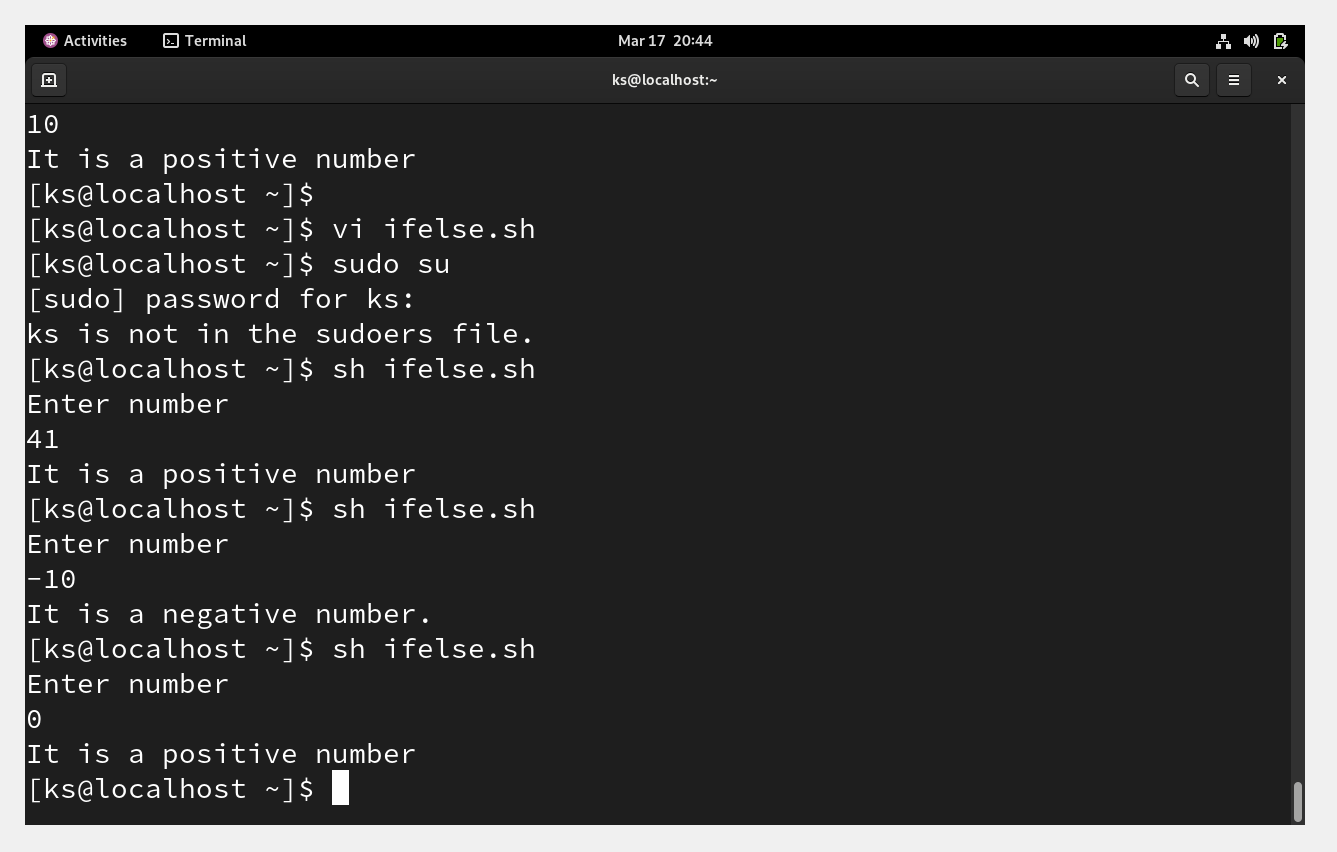 Activities Terminal Mar 17 20:44
ks@localhost:~
10
It is a positive number
[ks@localhost ~]$
[ks@localhost ~]$ vi ifelse.sh
[ks@localhost ~]$ sudo su
[sudo] password for ks:
ks is not in the sudoers file.
[ks@localhost ~]$ sh ifelse.sh
Enter number
41
It is a positive number
[ks@localhost ~]$ sh ifelse.sh
Enter number
-10
It is a negative number.
[ks@localhost ~]$ sh ifelse.sh
Enter number
0
It is a positive number
[ks@localhost ~]$